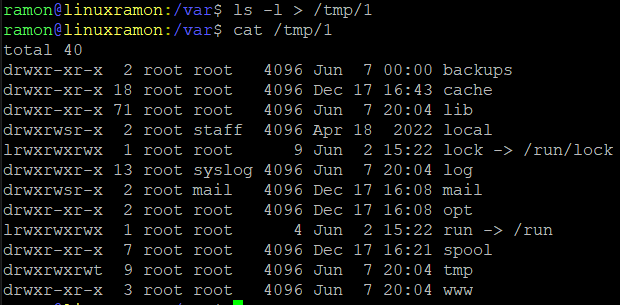 ramon@linuxramon:/var$ ls -l > /tmp/1
ramon@linuxramon:/var$ cat /tmp/1
total 40
drwxr-xr-x  2 root root   4096 Jun  7 00:00 backups
drwxr-xr-x 18 root root   4096 Dec 17 16:43 cache
drwxr-xr-x 71 root root   4096 Jun  7 20:04 lib
drwxrwsr-x  2 root staff  4096 Apr 18  2022 local
lrwxrwxrwx  1 root root      9 Jun  2 15:22 lock -> /run/lock
drwxrwxr-x 13 root syslog 4096 Jun  7 20:04 log
drwxrwsr-x  2 root mail   4096 Dec 17 16:08 mail
drwxr-xr-x  2 root root   4096 Dec 17 16:08 opt
lrwxrwxrwx  1 root root      4 Jun  2 15:22 run -> /run
drwxr-xr-x  7 root root   4096 Dec 17 16:21 spool
drwxrwxrwt  9 root root   4096 Jun  7 20:04 tmp
drwxr-xr-x  3 root root   4096 Jun  7 20:04 www